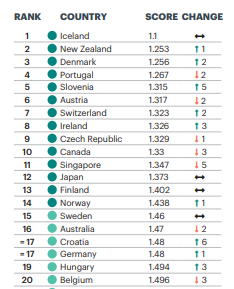 RANK COUNTRY SCORE CHANGE
1 Iceland 1.1 ↔
2 New Zealand 1.253 ↑ 1
3 Denmark 1.256 ↑ 2
4 Portugal 1.267 ↓ 2
5 Slovenia 1.315 ↑ 5
6 Austria 1.317 ↓ 2
7 Switzerland 1.323 ↑ 2
8 Ireland 1.326 ↑ 3
9 Czech Republic 1.329 ↓ 1
10 Canada 1.33 ↓ 3
11 Singapore 1.347 ↓ 5
12 Japan 1.373 ↔
13 Finland 1.402 ↔
14 Norway 1.438 ↑ 1
15 Sweden 1.46 ↔
16 Australia 1.47 ↓ 2
= 17 Croatia 1.48 ↑ 6
= 17 Germany 1.48 ↑ 1
19 Hungary 1.494 ↑ 3
20 Belgium 1.496 ↓ 3